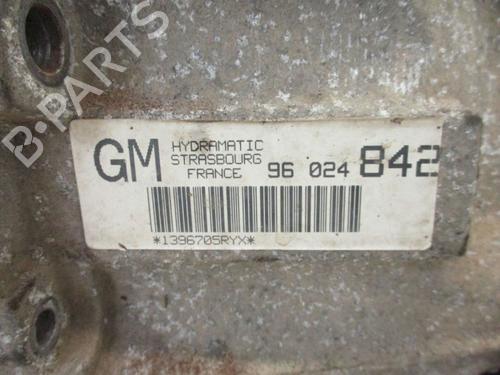 B-PARTS
GM HYDRAMATIC
STRASBOURG
FRANCE 96 024 842
*1396705RYX*